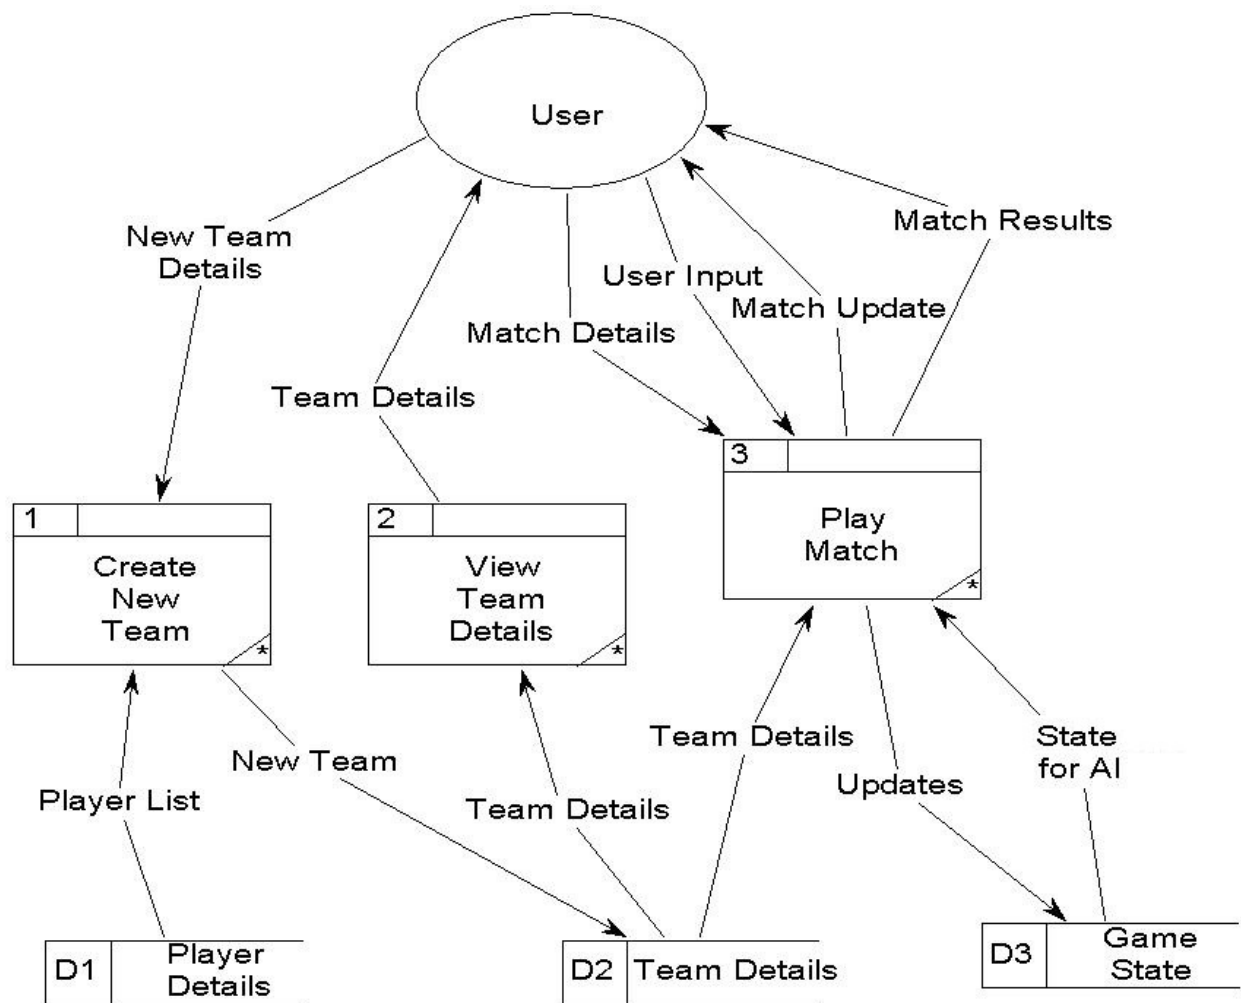 User
New Team
Details
Match Results
User Input
Match Update
Match Details
Team Details
3
Play
Match
*
1
Create
New
Team
*
2
View
Team
Details
*
New Team
Player List
Team Details
Team Details
Updates
State
for AI
D1
Player
Details
D2
Team Details
D3
Game
State